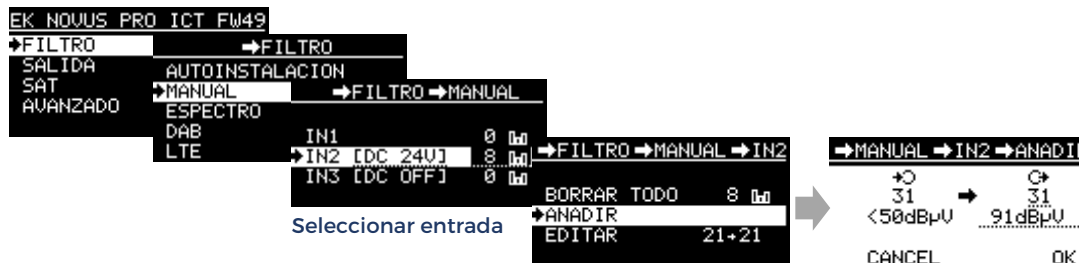 EK NOVUS PRO ICT FW49
➔FILTRO
SALIDA
SAT
AVANZADO
➔FILTRO
AUTOINSTALACION
➔MANUAL
ESPECTRO
DAB
LTE
➔FILTRO➔MANUAL
IN1 0
➔IN2 [DC 24V] 8
IN3 [DC OFF] 0
Seleccionar entrada
➔FILTRO➔MANUAL➔IN2
BORRAR TODO 8
➔ANADIR
EDITAR 21→21
➔MANUAL➔IN2➔ANADIR
31 ➔ 31
<50dBµV 91dBµV
CANCEL OK